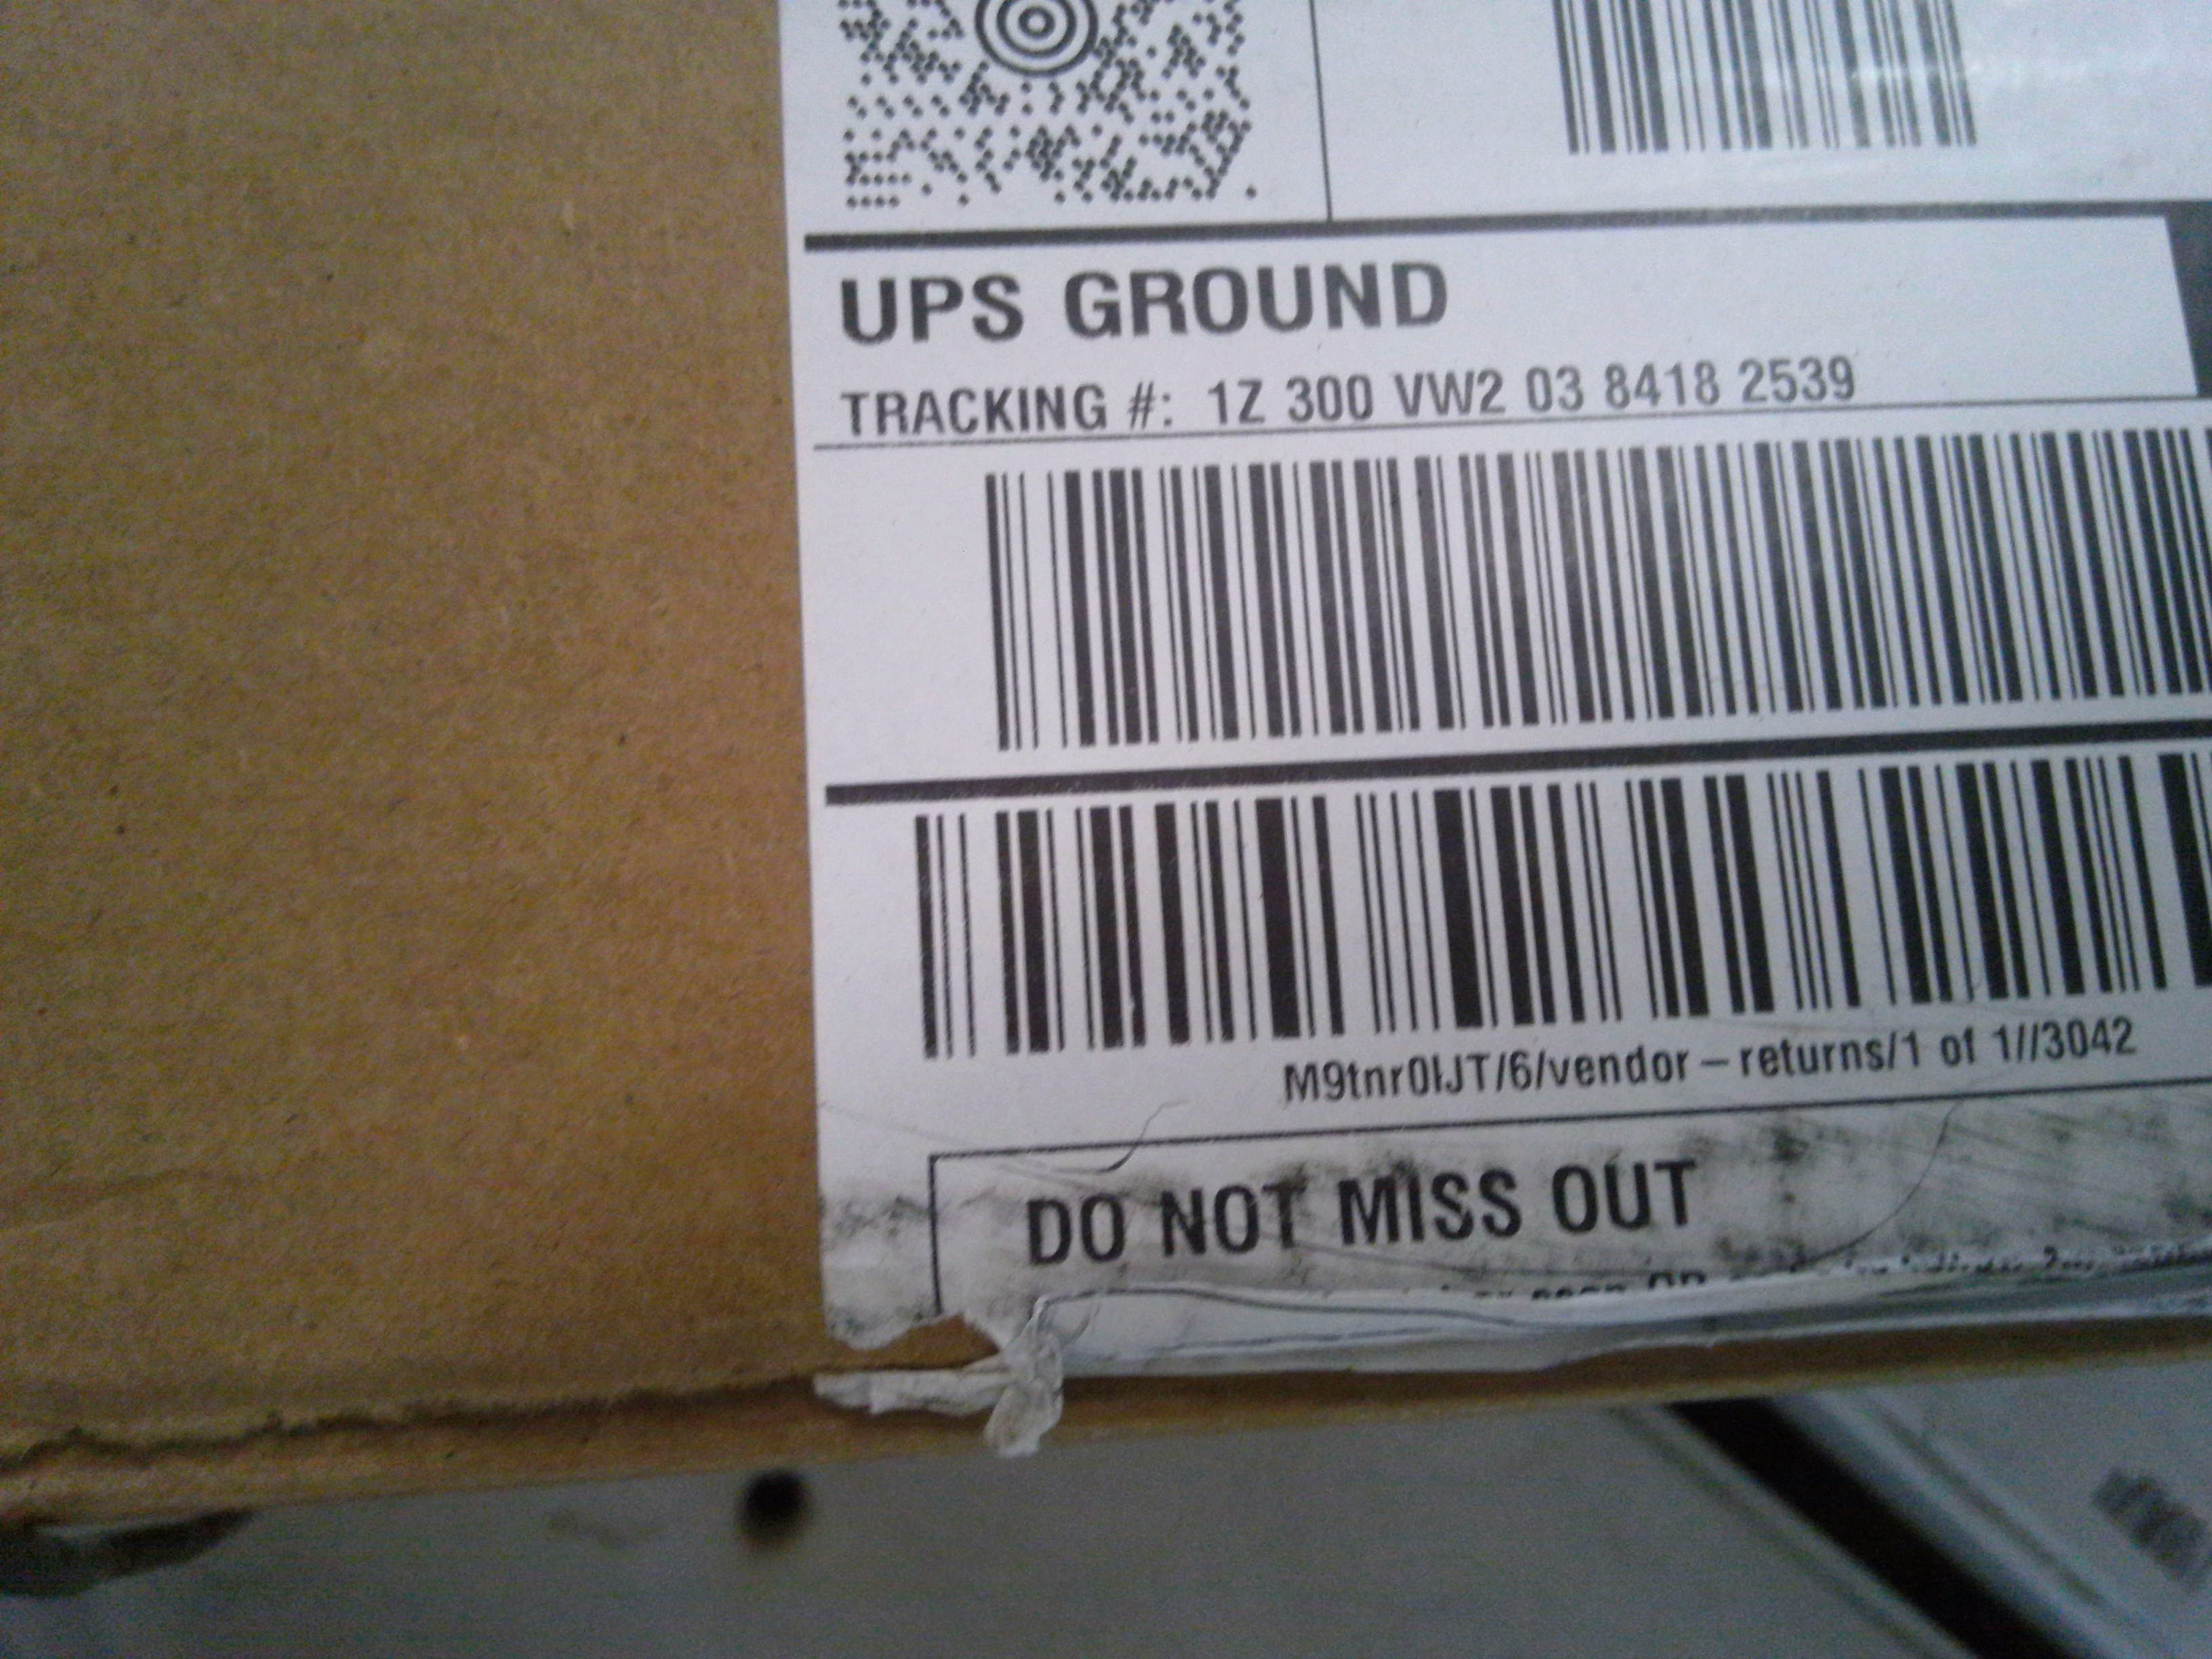 UPS GROUND
TRACKING #: 1Z 300 VW2 03 8418 2539
M9tnr0IJT/6/vendor – returns/1 of 1//3042
DO NOT MISS OUT